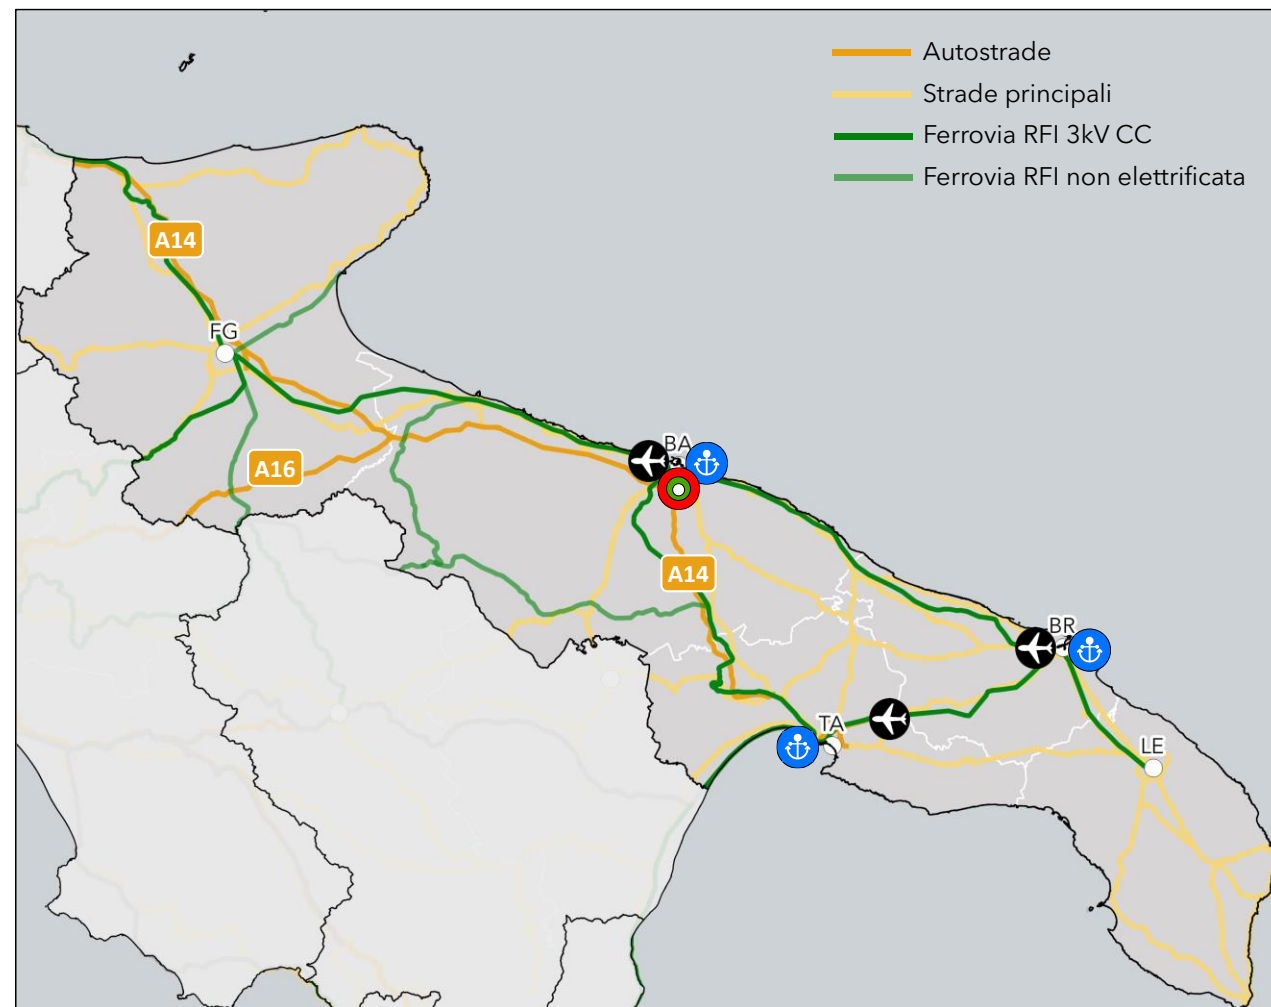 Autostrade
Strade principali
Ferrovia RFI 3kV CC
Ferrovia RFI non elettrificata
A14
FG
BA
A16
A14
BR
TA
LE